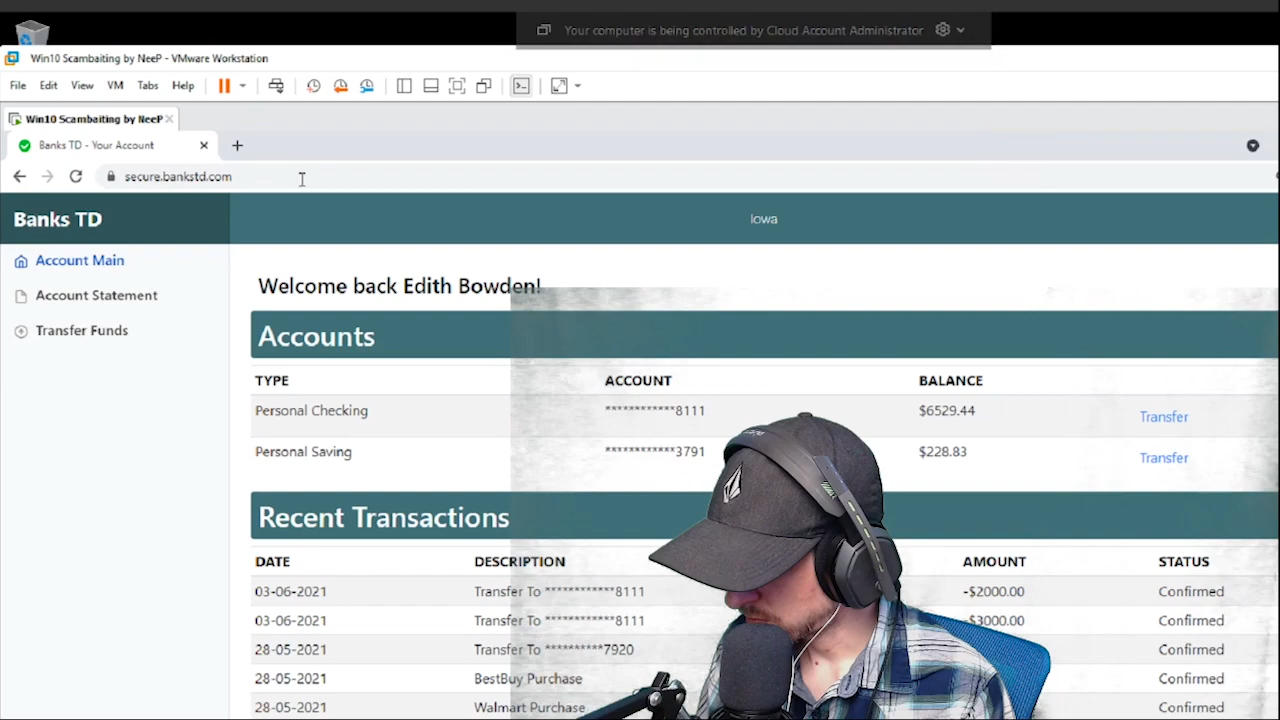 Your computer is being controlled by Cloud Account Administrator
Win10 Scambaiting by NeeP - VMware Workstation
File Edit View VM Tabs Help
Win10 Scambaiting by NeeP
Banks TD - Your Account
secure.bankstd.com
Banks TD
Iowa
Account Main
Account Statement
Transfer Funds
Welcome back Edith Bowden!
Accounts
TYPE ACCOUNT BALANCE
Personal Checking ************8111 $6529.44 Transfer
Personal Saving ************3791 $228.83 Transfer
Recent Transactions
DATE DESCRIPTION AMOUNT STATUS
03-06-2021 Transfer To ************8111 -$2000.00 Confirmed
03-06-2021 Transfer To ************8111 -$3000.00 Confirmed
28-05-2021 Transfer To **********7920 Confirmed
28-05-2021 BestBuy Purchase Confirmed
28-05-2021 Walmart Purchase Confirmed